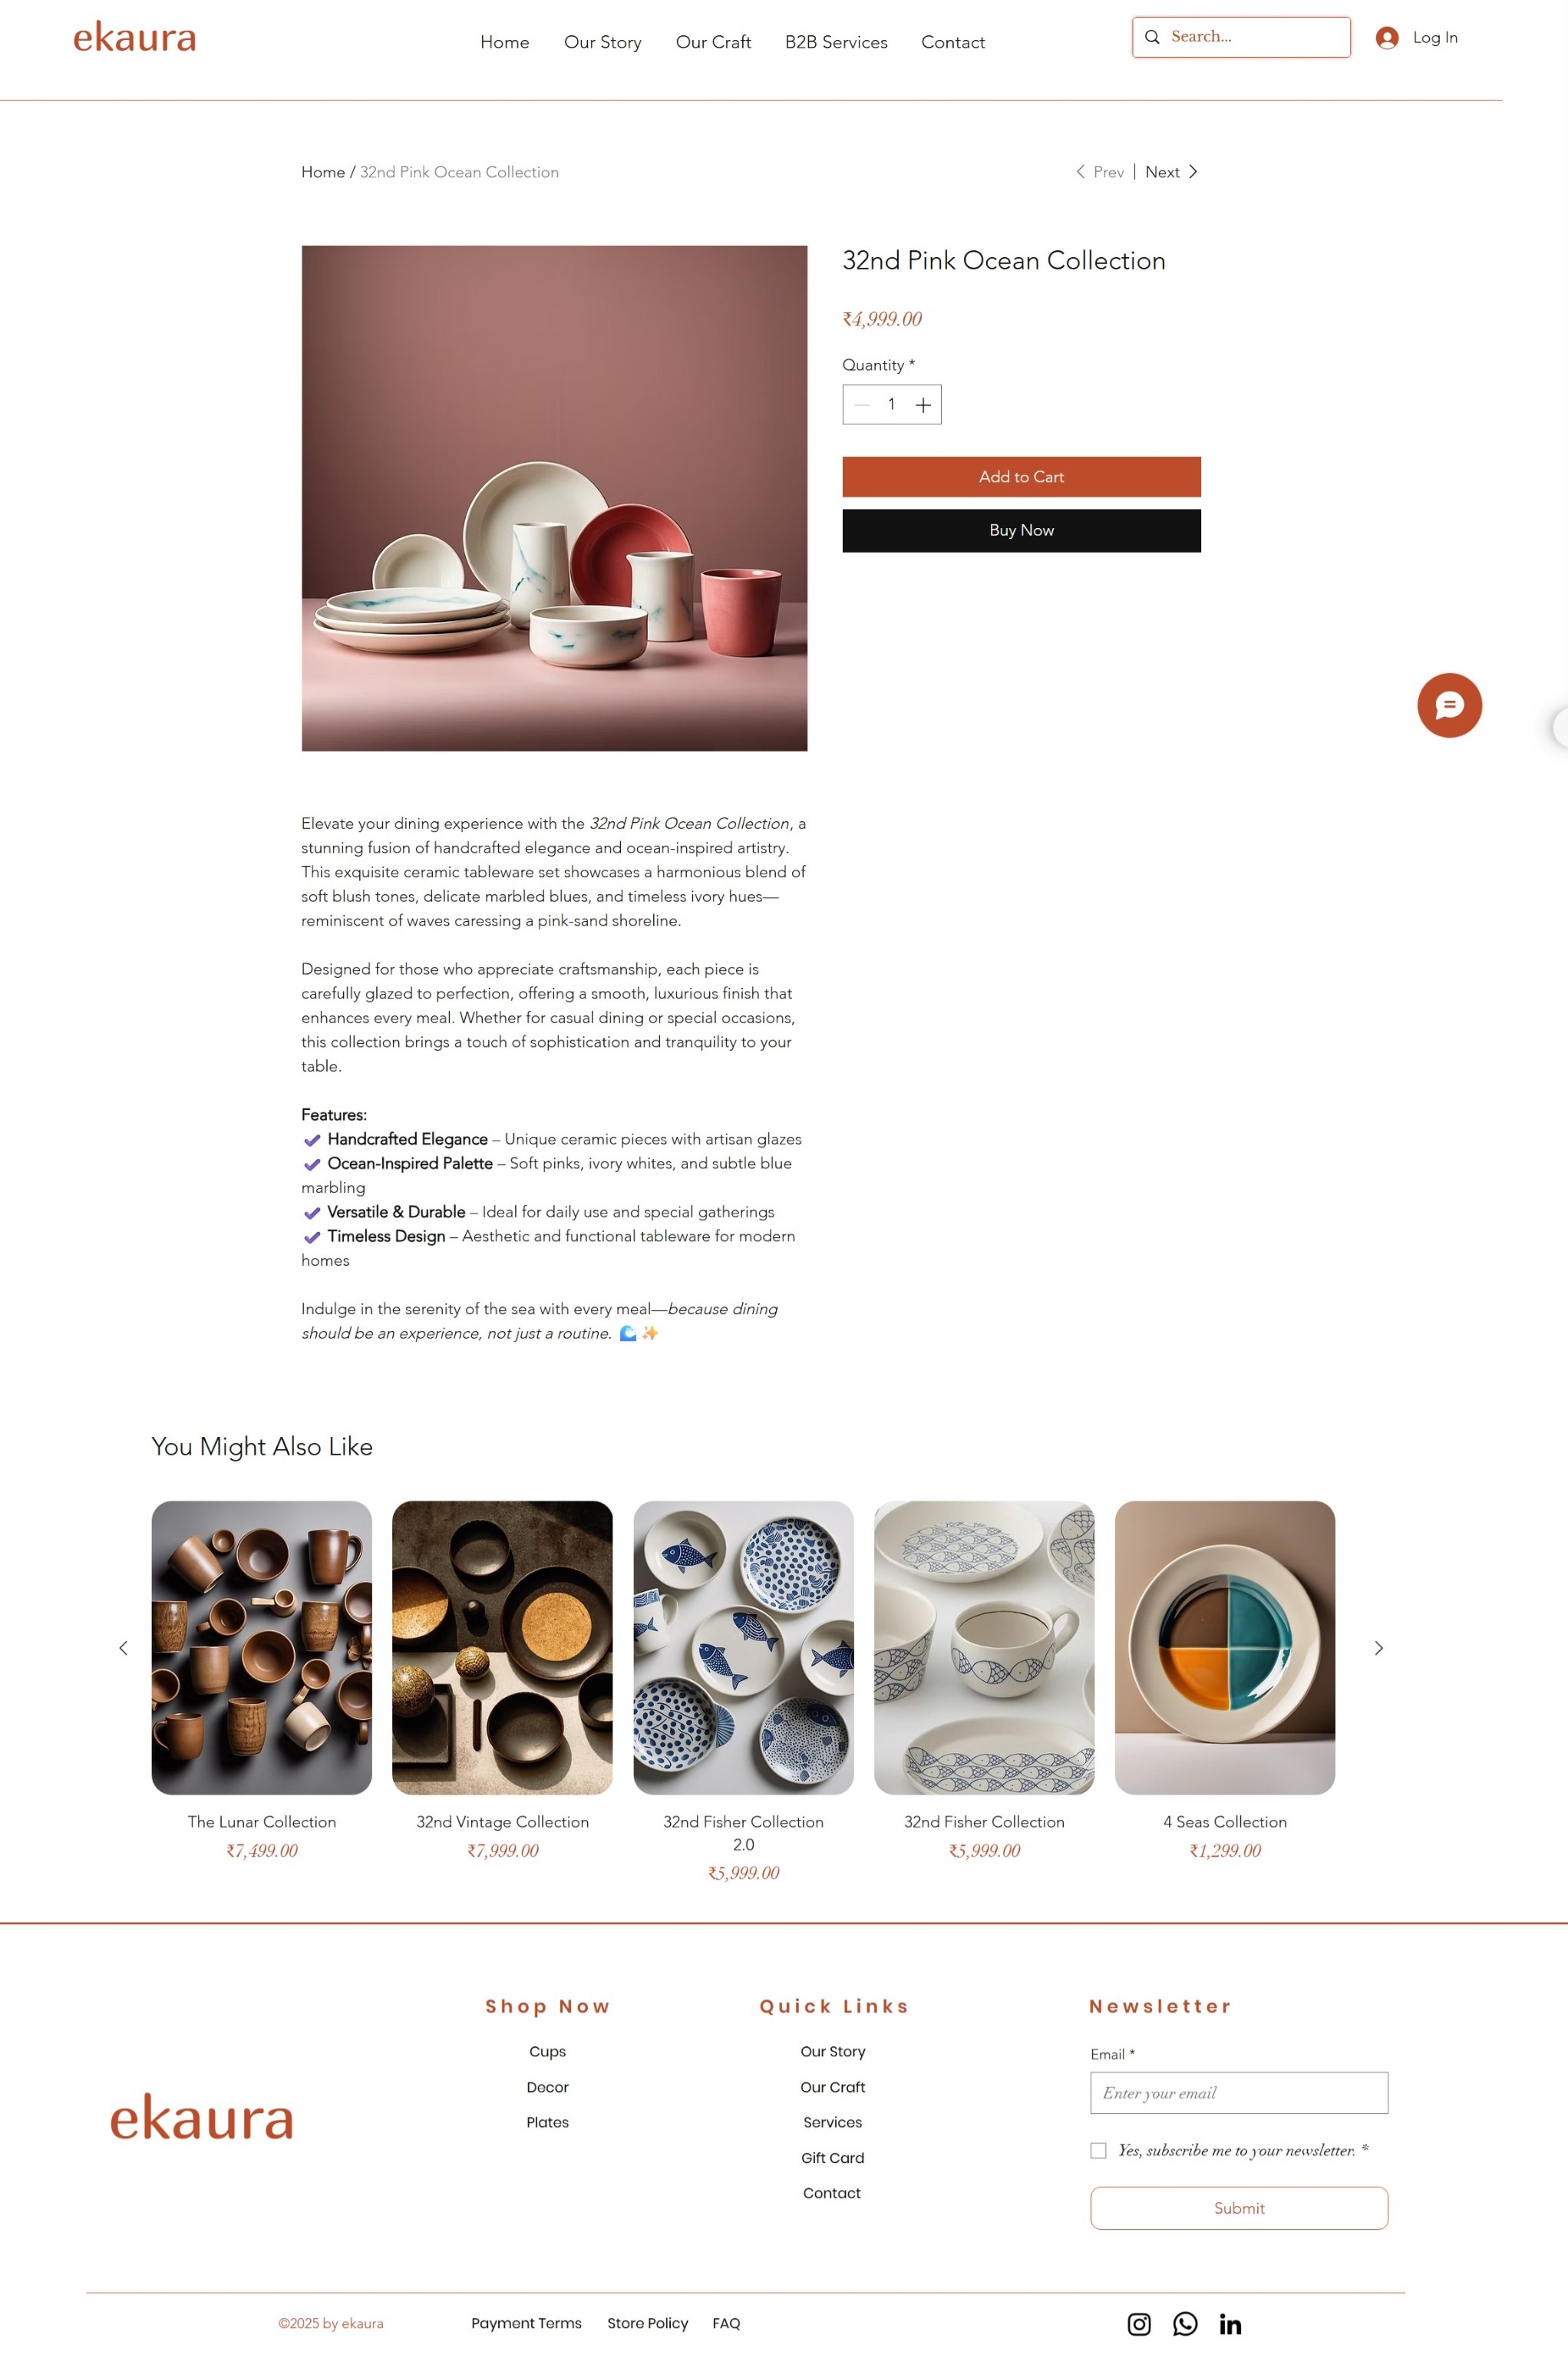 ekaura
Home Our Story Our Craft B2B Services Contact
Search...
Log In
Home / 32nd Pink Ocean Collection
Prev | Next
32nd Pink Ocean Collection
₹4,999.00
Quantity *
1
Add to Cart
Buy Now
Elevate your dining experience with the 32nd Pink Ocean Collection, a
stunning fusion of handcrafted elegance and ocean-inspired artistry.
This exquisite ceramic tableware set showcases a harmonious blend of
soft blush tones, delicate marbled blues, and timeless ivory hues—
reminiscent of waves caressing a pink-sand shoreline.
Designed for those who appreciate craftsmanship, each piece is
carefully glazed to perfection, offering a smooth, luxurious finish that
enhances every meal. Whether for casual dining or special occasions,
this collection brings a touch of sophistication and tranquility to your
table.
Features:
✔ Handcrafted Elegance – Unique ceramic pieces with artisan glazes
✔ Ocean-Inspired Palette – Soft pinks, ivory whites, and subtle blue
marbling
✔ Versatile & Durable – Ideal for daily use and special gatherings
✔ Timeless Design – Aesthetic and functional tableware for modern
homes
Indulge in the serenity of the sea with every meal—because dining
should be an experience, not just a routine. 🌊✨
You Might Also Like
The Lunar Collection
₹7,499.00
32nd Vintage Collection
₹7,999.00
32nd Fisher Collection
2.0
₹5,999.00
32nd Fisher Collection
₹5,999.00
4 Seas Collection
₹1,299.00
ekaura
Shop Now
Cups
Decor
Plates
Quick Links
Our Story
Our Craft
Services
Gift Card
Contact
Newsletter
Email *
Enter your email
Yes, subscribe me to your newsletter. *
Submit
©2025 by ekaura
Payment Terms Store Policy FAQ